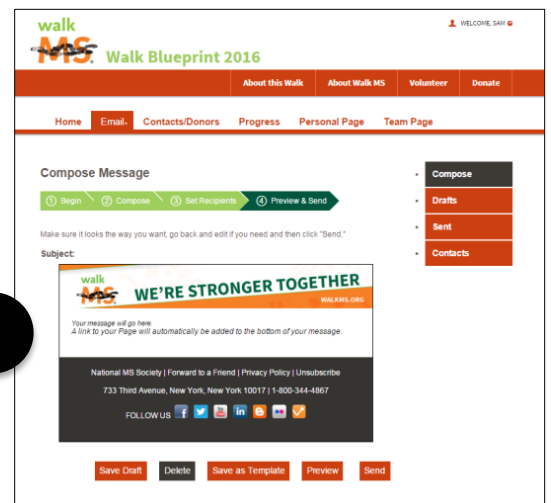 walk
MS.
Walk Blueprint 2016
WELCOME, SAM
About this Walk About Walk MS Volunteer Donate
Home Email Contacts/Donors Progress Personal Page Team Page
Compose Message
1 Begin 2 Compose 3 Set Recipients 4 Preview & Send
Make sure it looks the way you want, go back and edit if you need and then click "Send."
Subject:
walk
MS.
WE'RE STRONGER TOGETHER
WALKMS.ORG
Your message will go here.
A link to your Page will automatically be added to the bottom of your message.
National MS Society | Forward to a Friend | Privacy Policy | Unsubscribe
733 Third Avenue, New York, New York 10017 | 1-800-344-4867
FOLLOW US
Save Draft Delete Save as Template Preview Send
Compose
Drafts
Sent
Contacts